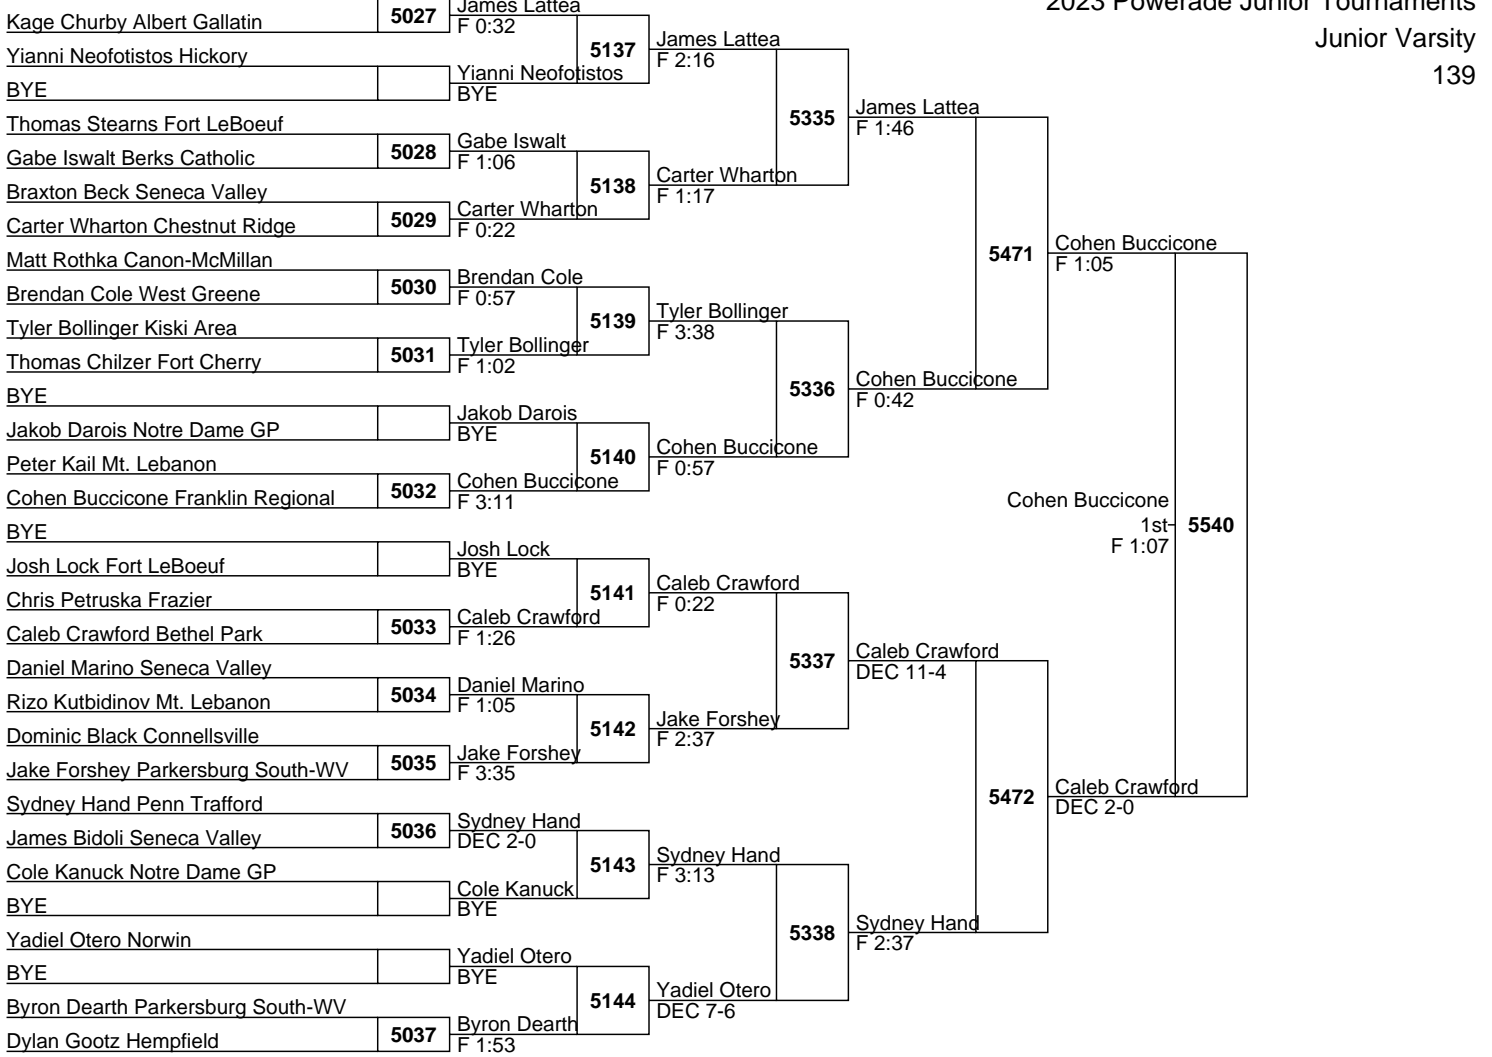 2023 Powerade Junior Tournaments
Junior Varsity
139
James Lattea
Kage Churby Albert Gallatin
5027
F 0:32
James Lattea
5137
Yianni Neofotistos Hickory
F 2:16
Yianni Neofotistos
BYE
BYE
James Lattea
5335
F 1:46
Thomas Stearns Fort LeBoeuf
Gabe Iswalt
5028
Gabe Iswalt Berks Catholic
F 1:06
Carter Wharton
5138
Braxton Beck Seneca Valley
F 1:17
Carter Wharton
5029
Carter Wharton Chestnut Ridge
F 0:22
Cohen Buccicone
5471
Matt Rothka Canon-McMillan
F 1:05
Brendan Cole
5030
Brendan Cole West Greene
F 0:57
Tyler Bollinger
5139
Tyler Bollinger Kiski Area
F 3:38
Tyler Bollinger
5031
Thomas Chilzer Fort Cherry
F 1:02
Cohen Buccicone
5336
BYE
F 0:42
Jakob Darois
Jakob Darois Notre Dame GP
BYE
Cohen Buccicone
5140
Peter Kail Mt. Lebanon
F 0:57
Cohen Buccicone
5032
Cohen Buccicone Franklin Regional
F 3:11
Cohen Buccicone
1st
5540
F 1:07
BYE
Josh Lock
Josh Lock Fort LeBoeuf
BYE
Caleb Crawford
5141
Chris Petruska Frazier
F 0:22
Caleb Crawford
5033
Caleb Crawford Bethel Park
F 1:26
Caleb Crawford
5337
Daniel Marino Seneca Valley
DEC 11-4
Daniel Marino
5034
Rizo Kutbidinov Mt. Lebanon
F 1:05
Jake Forshey
5142
Dominic Black Connellsville
F 2:37
Jake Forshey
5035
Jake Forshey Parkersburg South-WV
F 3:35
Caleb Crawford
5472
Sydney Hand Penn Trafford
DEC 2-0
Sydney Hand
5036
James Bidoli Seneca Valley
DEC 2-0
Sydney Hand
5143
Cole Kanuck Notre Dame GP
F 3:13
Cole Kanuck
BYE
BYE
Sydney Hand
5338
Yadiel Otero Norwin
F 2:37
Yadiel Otero
BYE
BYE
Yadiel Otero
5144
Byron Dearth Parkersburg South-WV
DEC 7-6
Byron Dearth
5037
Dylan Gootz Hempfield
F 1:53